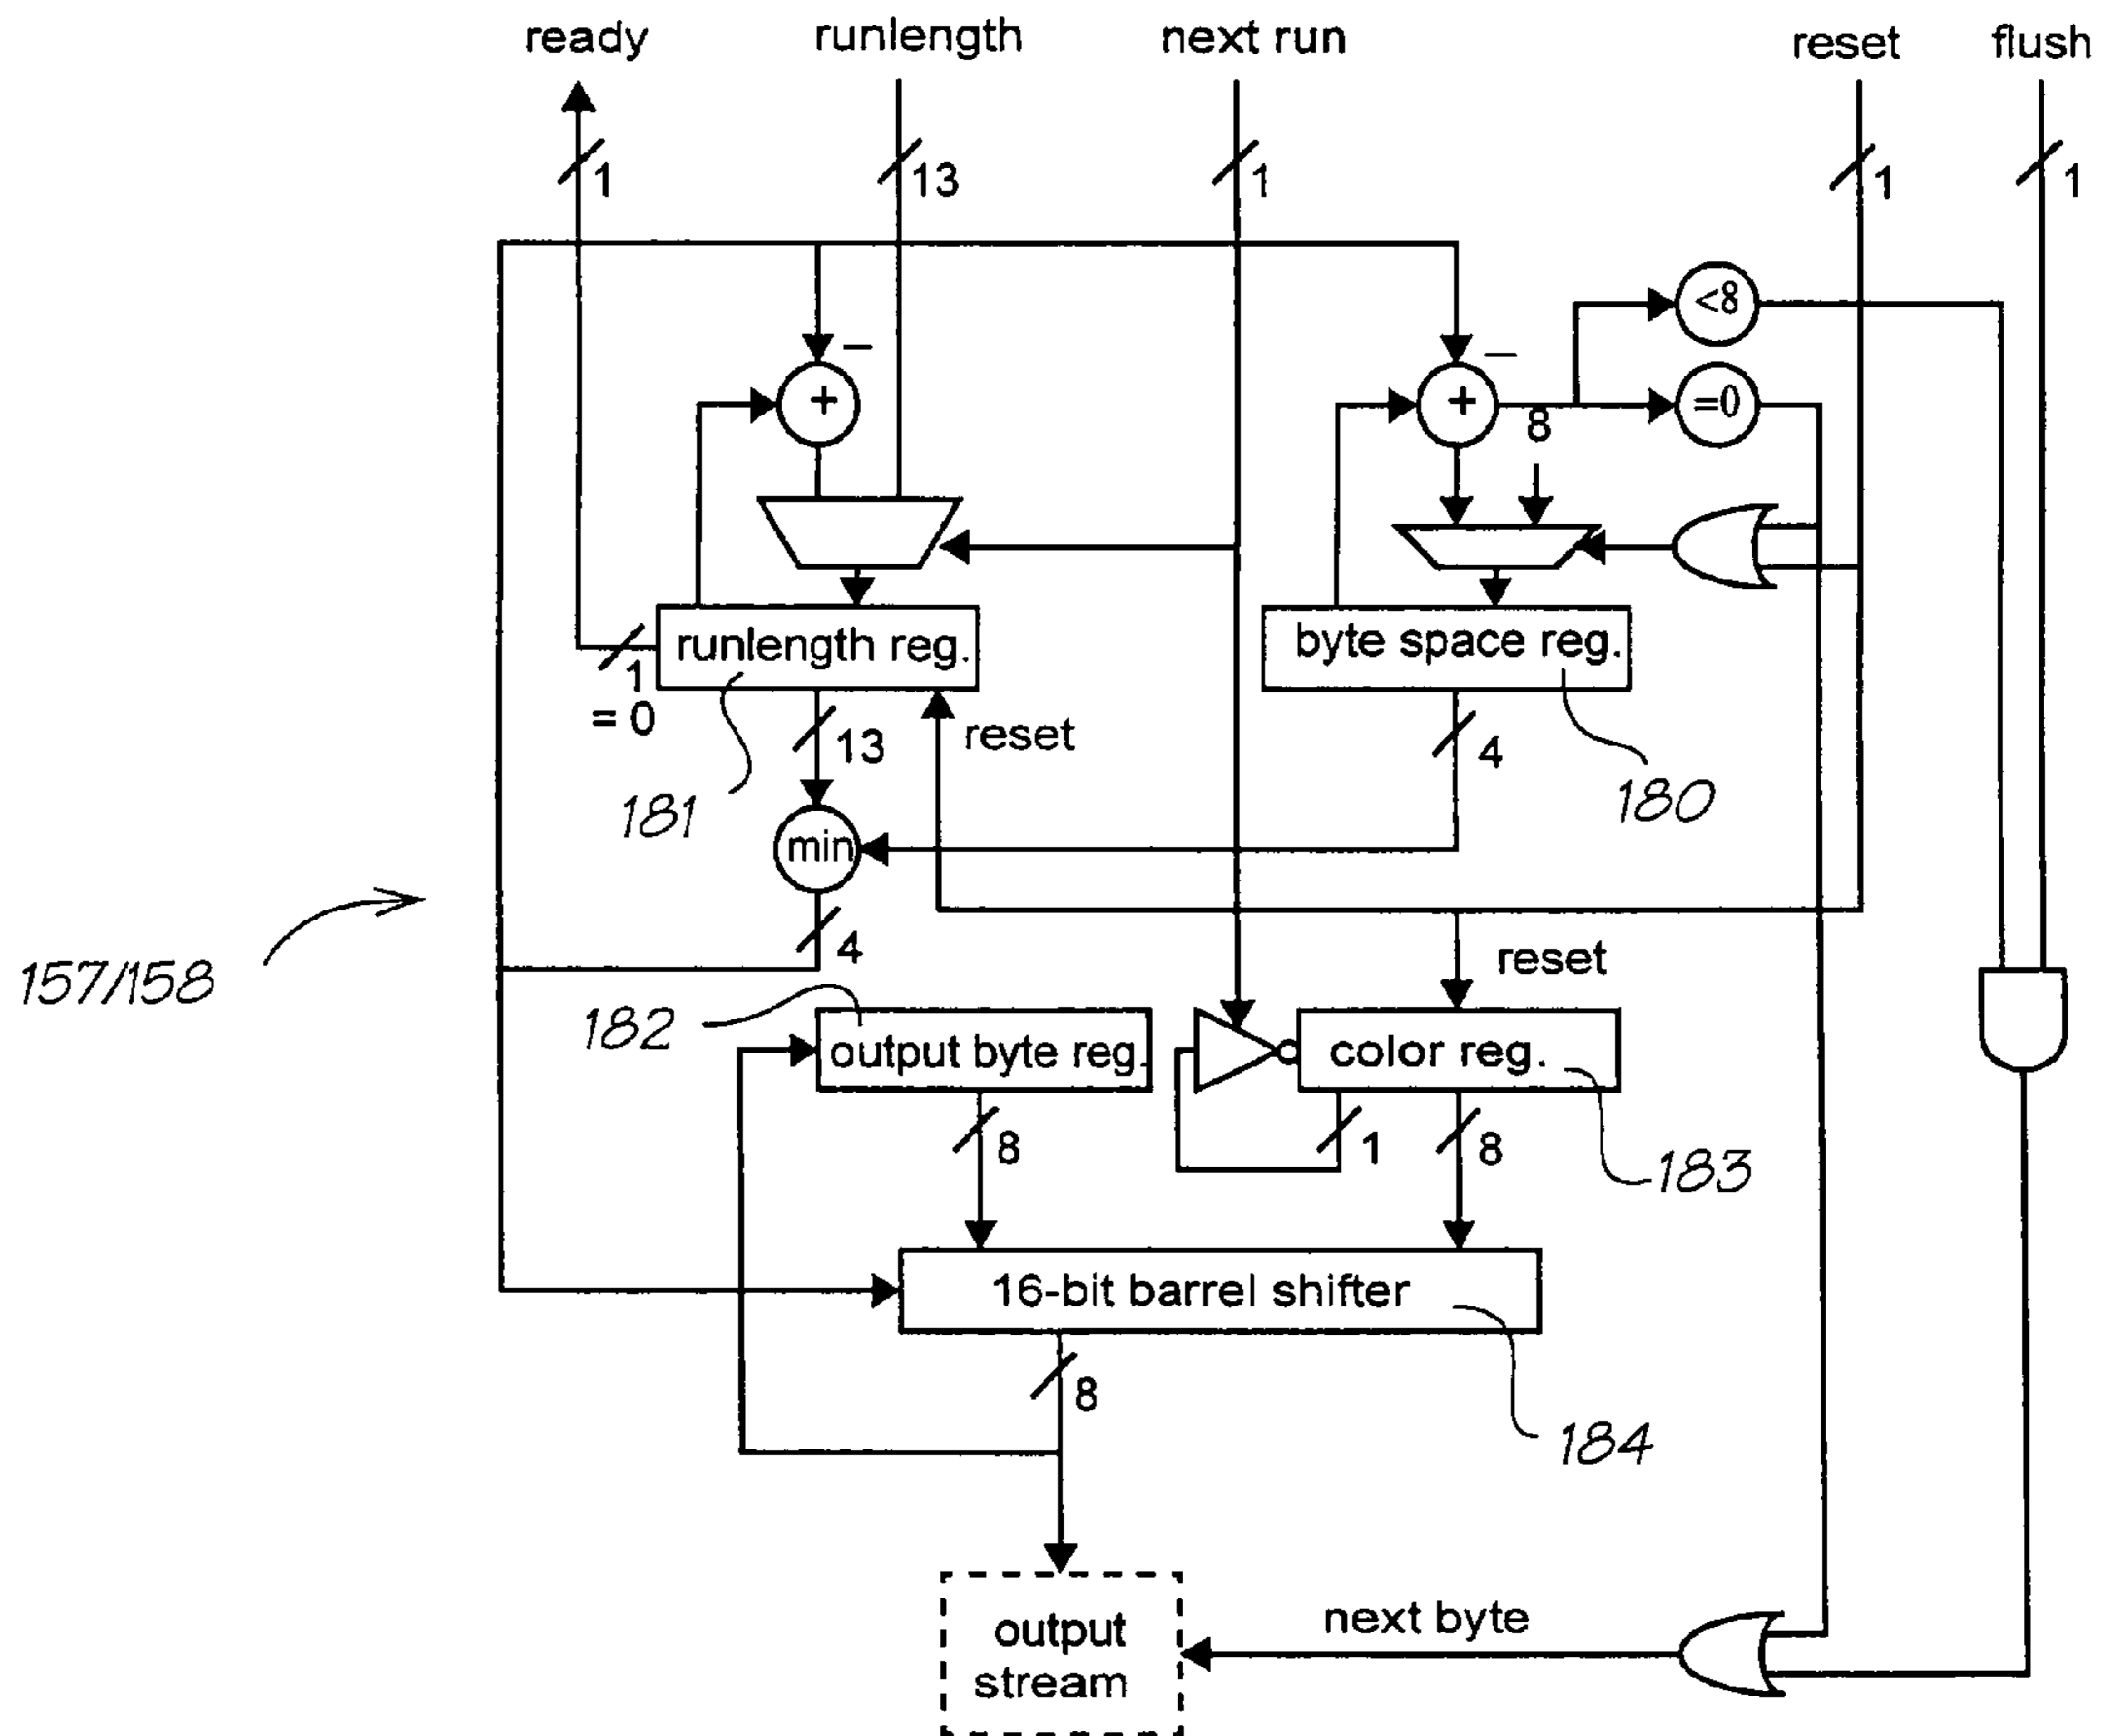 ready runlength next run reset flush
1 13 1 1 1
<8
– –
+ + =0
8
runlength reg. byte space reg.
1
= 0
13 reset 4
181 180
min
4 reset
157/158
182
output byte reg. color reg.
8 1 8
183
16-bit barrel shifter
8
184
next byte
output
stream